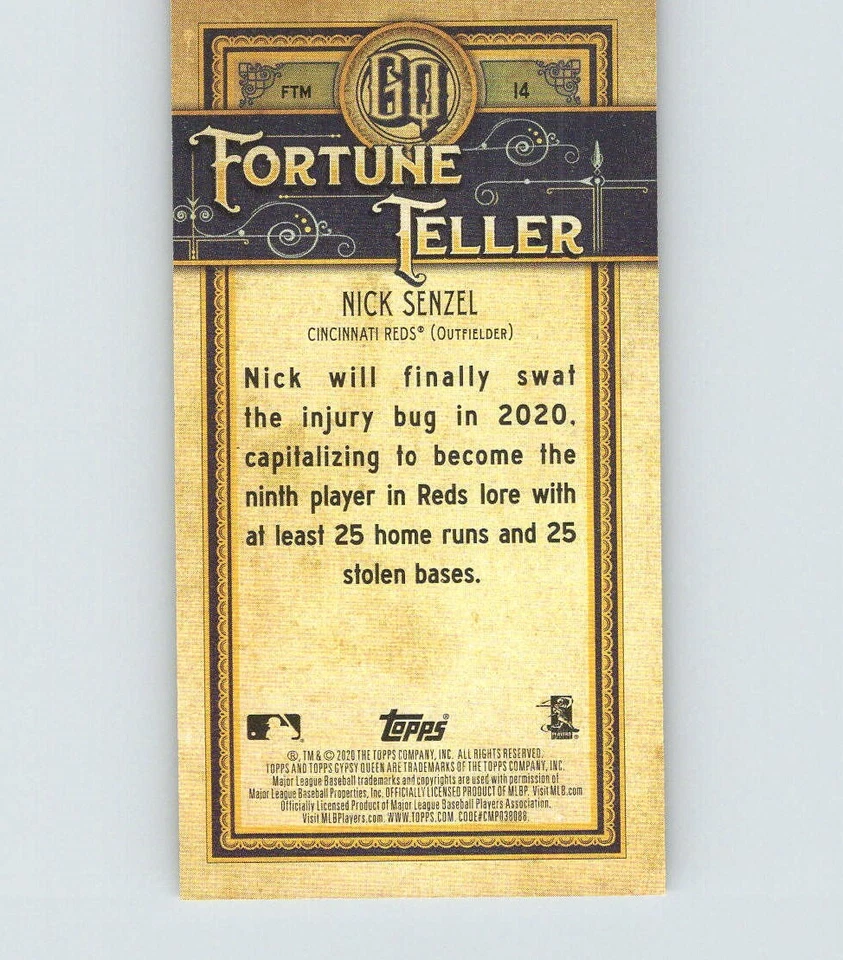 FTM GQ 14
FORTUNE
TELLER
NICK SENZEL
CINCINNATI REDS® (OUTFIELDER)
Nick will finally swat
the injury bug in 2020,
capitalizing to become the
ninth player in Reds lore with
at least 25 home runs and 25
stolen bases.
topps®
®, TM & © 2020 THE TOPPS COMPANY, INC. ALL RIGHTS RESERVED.
TOPPS AND TOPPS GYPSY QUEEN ARE TRADEMARKS OF THE TOPPS COMPANY, INC.
Major League Baseball trademarks and copyrights are used with permission of
Major League Baseball Properties, Inc. OFFICIALLY LICENSED PRODUCT OF MLBP. Visit MLB.com
Officially Licensed Product of Major League Baseball Players Association.
Visit MLBPlayers.com. WWW.TOPPS.COM. CODE#CMP038088.